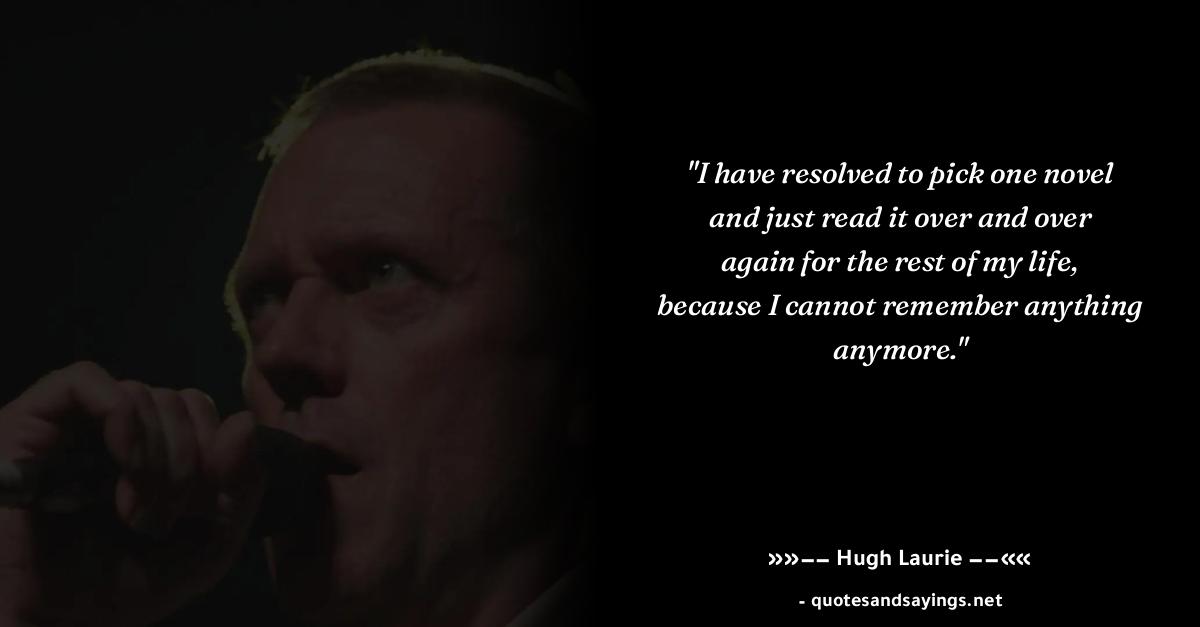 "I have resolved to pick one novel
and just read it over and over
again for the rest of my life,
because I cannot remember anything
anymore."
»»–– Hugh Laurie ––««
- quotesandsayings.net